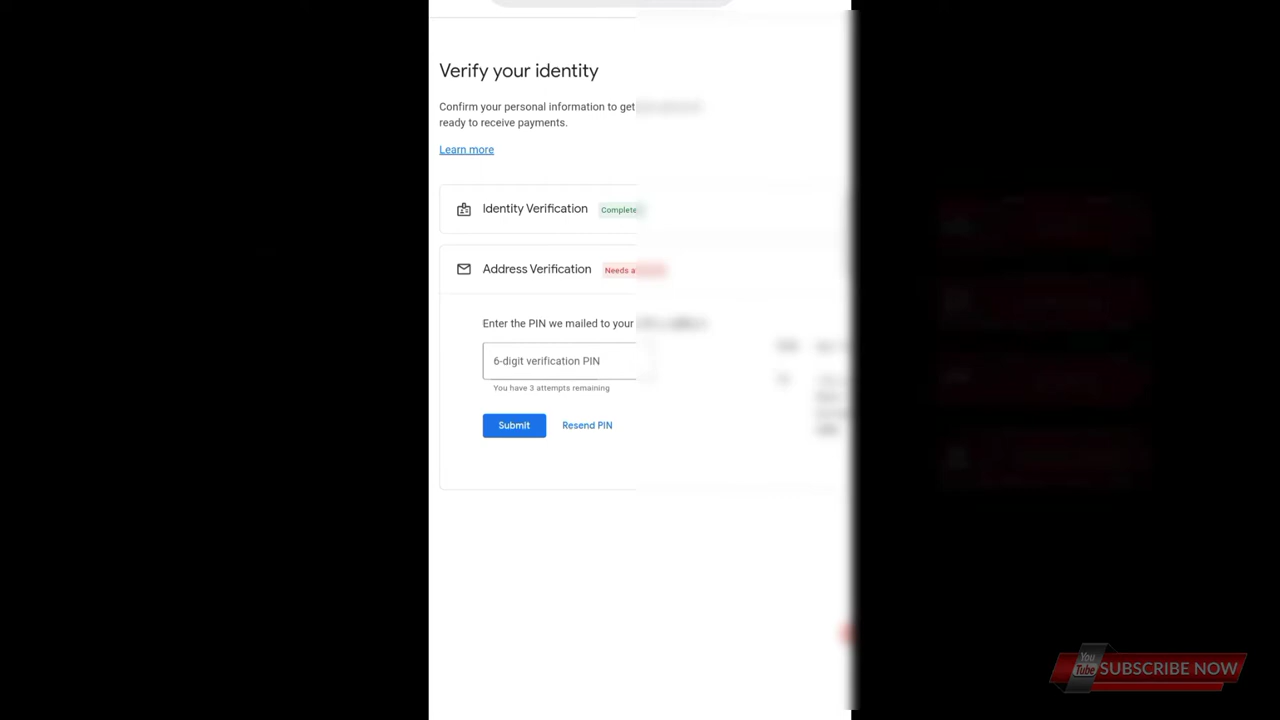 Verify your identity
Confirm your personal information to get
ready to receive payments.
Learn more
Identity Verification Complete
Address Verification Needs a
Enter the PIN we mailed to your
6-digit verification PIN
You have 3 attempts remaining
Submit Resend PIN
You
Tube SUBSCRIBE NOW